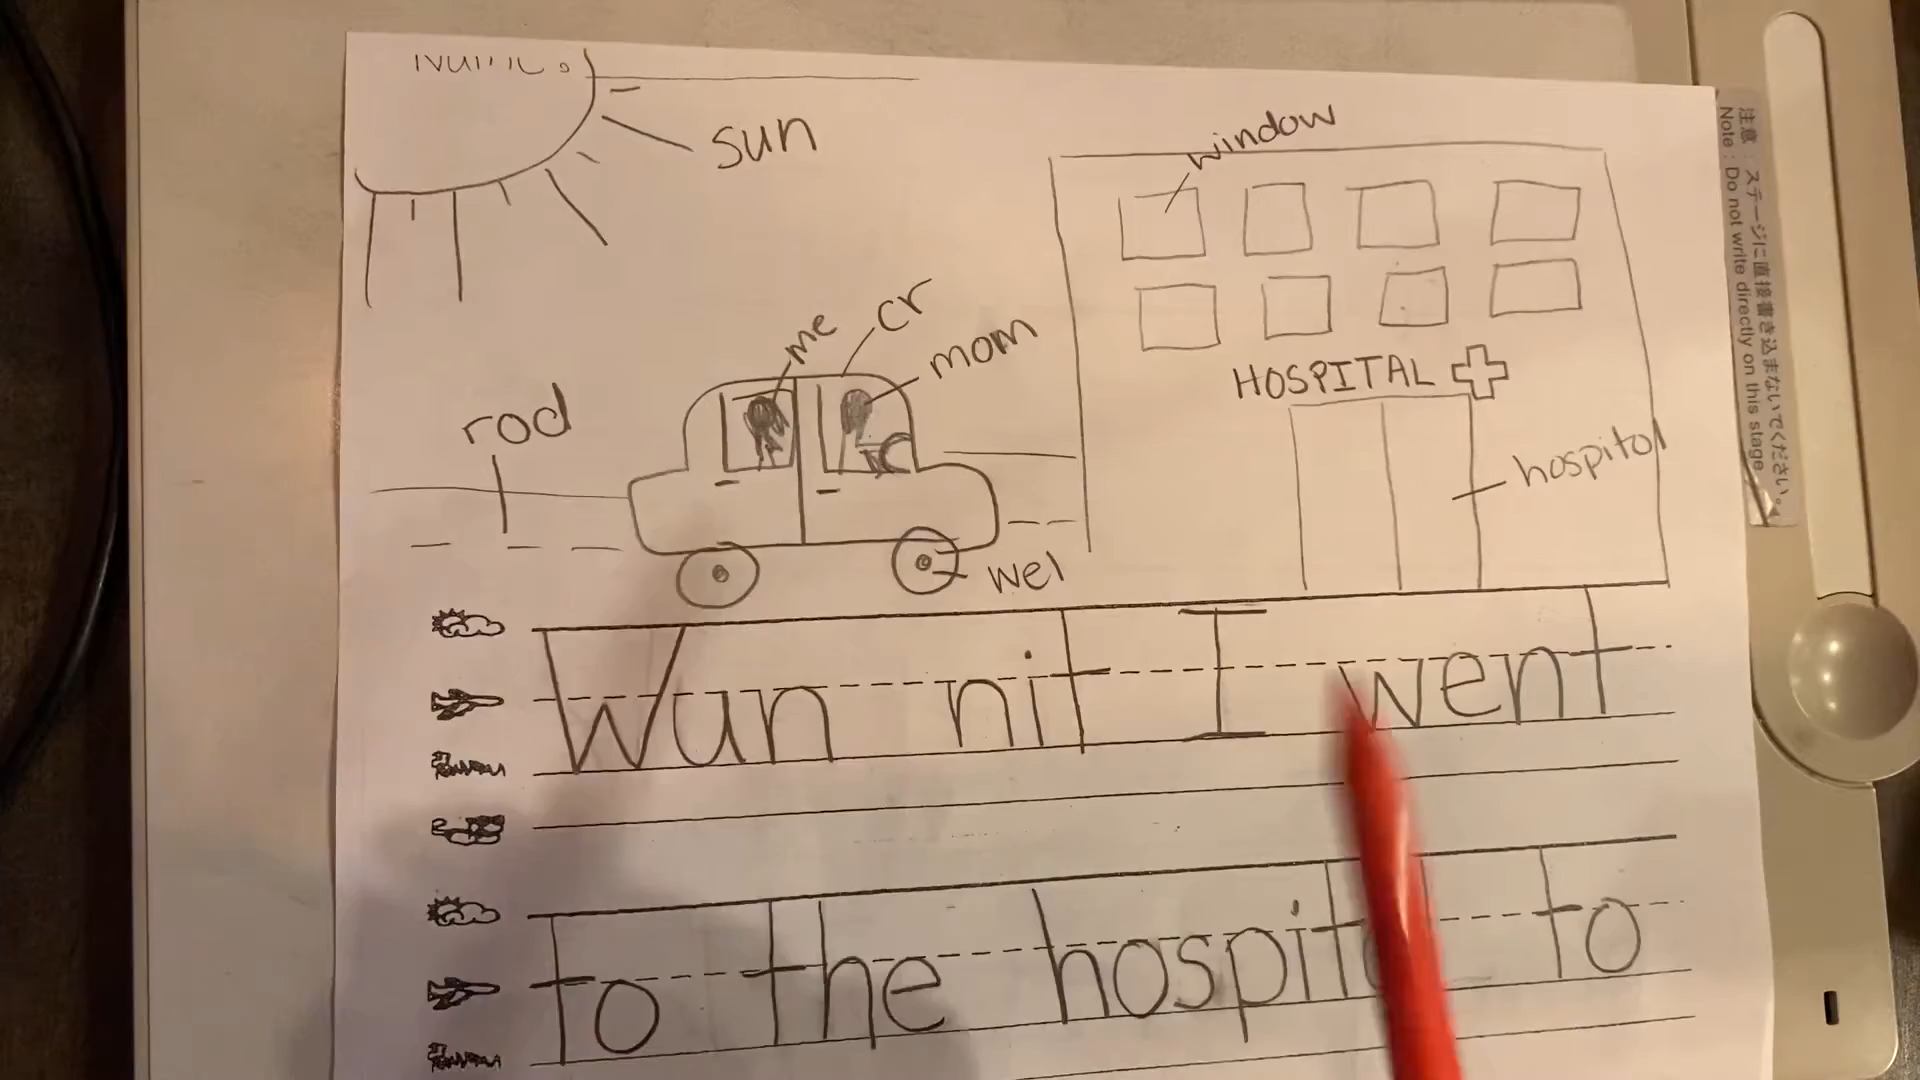 sun
window
cr
me
mom
HOSPITAL
rod
hospitol
wel
Wun nit I went
to the to
注意：ステージに直接書き込まないでください。
Note : Do not write directly on this stage